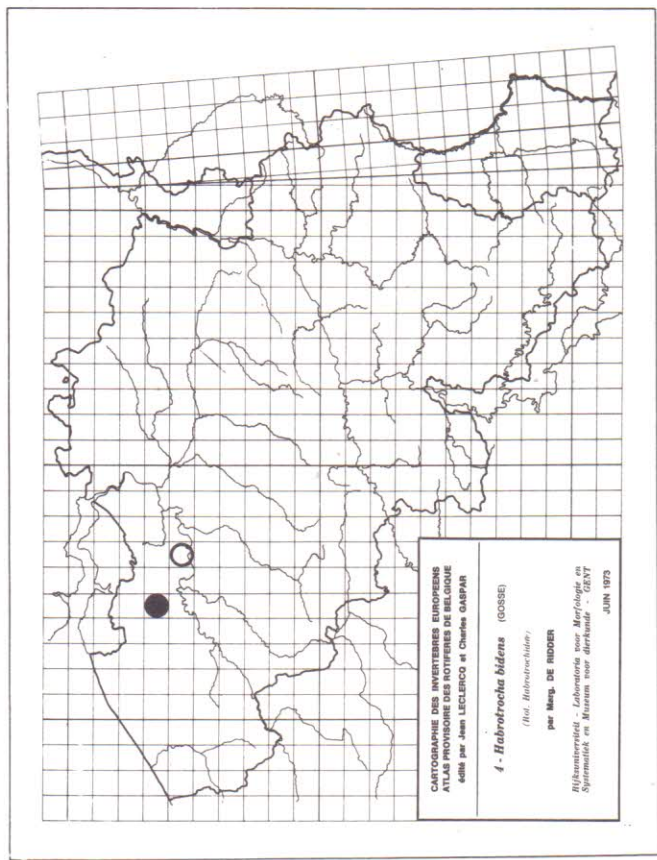 CARTOGRAPHIE DES INVERTEBRES EUROPEENS
ATLAS PROVISOIRE DES ROTIFERES DE BELGIQUE
édité par Jean LECLERCQ et Charles GASPAR
4 - Habrotrocha bidens (GOSSE)
(Rot. Habrotrochidae)
par Marg. DE RIDDER
Rijksuniversiteit - Laboratoria voor Morfologie en
Systematiek en Museum voor dierkunde - GENT
JUIN 1973